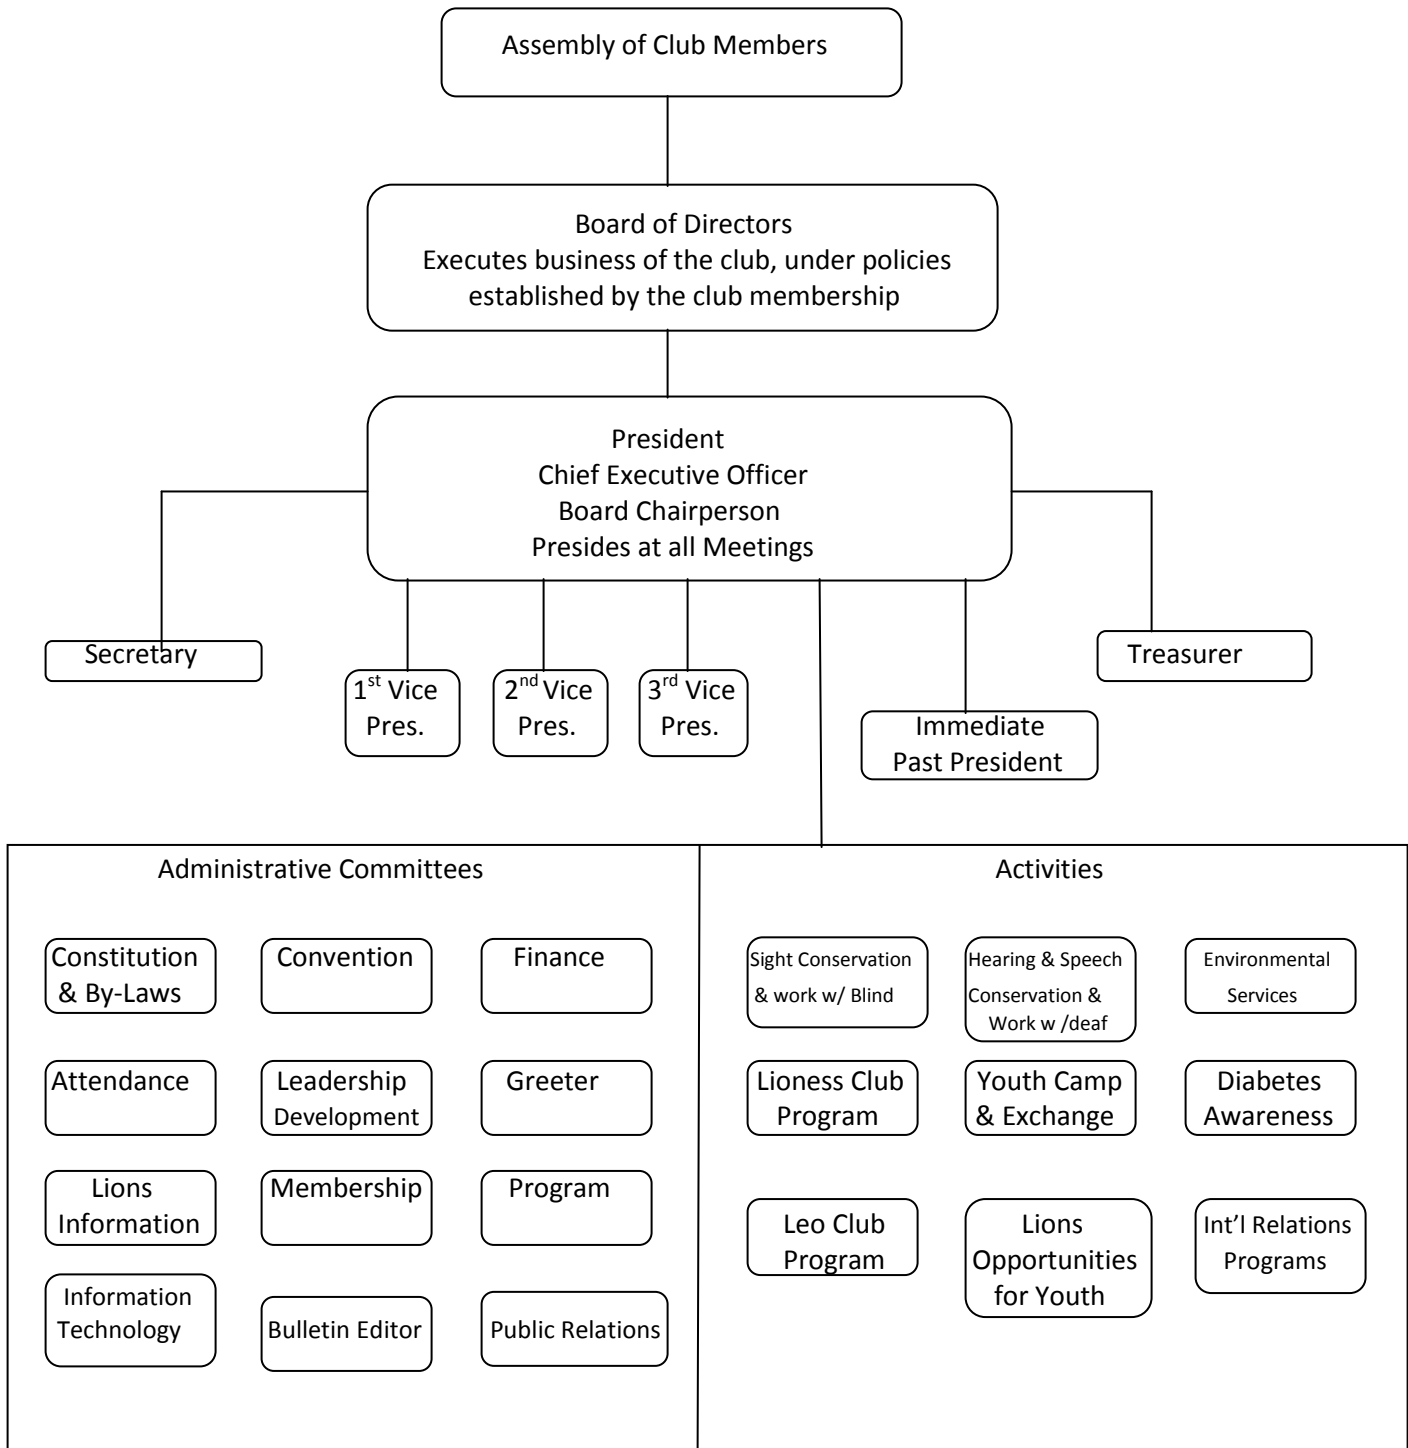 Assembly of Club Members
Board of Directors
Executes business of the club, under policies
established by the club membership
President
Chief Executive Officer
Board Chairperson
Presides at all Meetings
Secretary
Treasurer
1st Vice
Pres.
2nd Vice
Pres.
3rd Vice
Pres.
Immediate
Past President
Administrative Committees
Constitution
& By-Laws
Convention
Finance
Attendance
Leadership
Development
Greeter
Lions
Information
Membership
Program
Information
Technology
Bulletin Editor
Public Relations
Activities
Sight Conservation
& work w/ Blind
Hearing & Speech
Conservation &
Work w /deaf
Environmental
Services
Lioness Club
Program
Youth Camp
& Exchange
Diabetes
Awareness
Leo Club
Program
Lions
Opportunities
for Youth
Int’l Relations
Programs